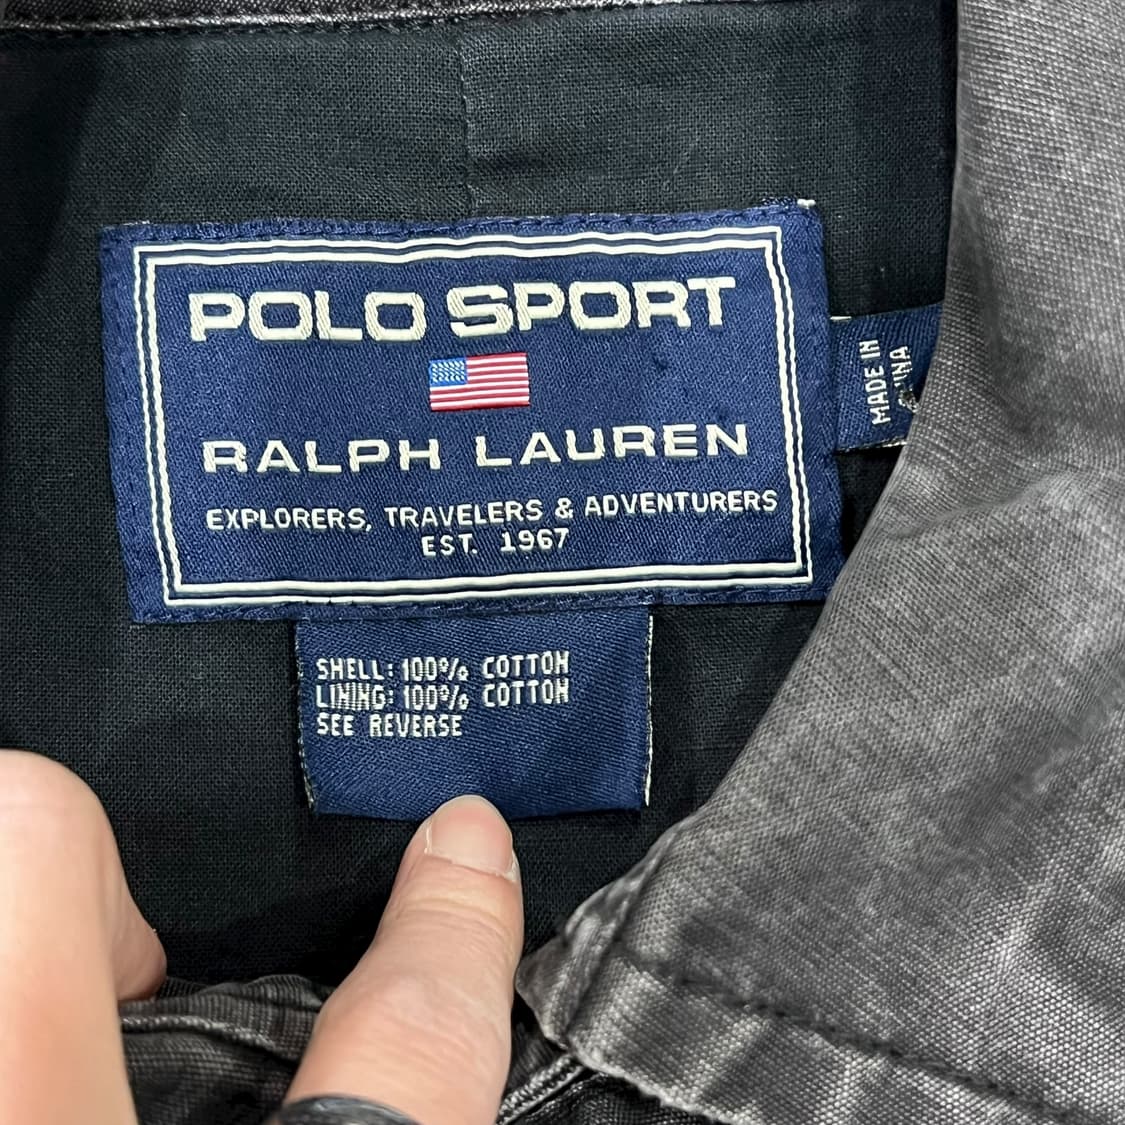 POLO SPORT
RALPH LAUREN
EXPLORERS, TRAVELERS & ADVENTURERS
EST. 1967
MADE IN
SHELL: 100% COTTON
LINING: 100% COTTON
SEE REVERSE